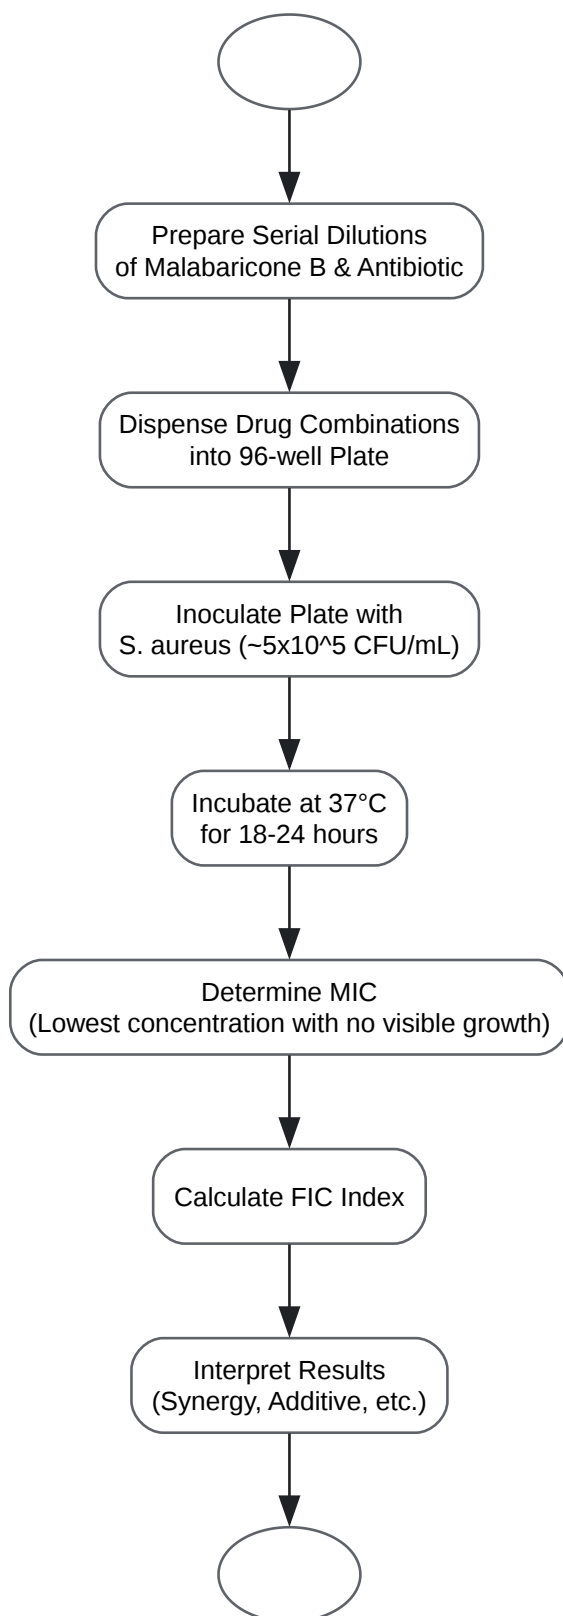 Prepare Serial Dilutions
of Malabaricone B & Antibiotic
Dispense Drug Combinations
into 96-well Plate
Inoculate Plate with
S. aureus (~5x10^5 CFU/mL)
Incubate at 37°C
for 18-24 hours
Determine MIC
(Lowest concentration with no visible growth)
Calculate FIC Index
Interpret Results
(Synergy, Additive, etc.)